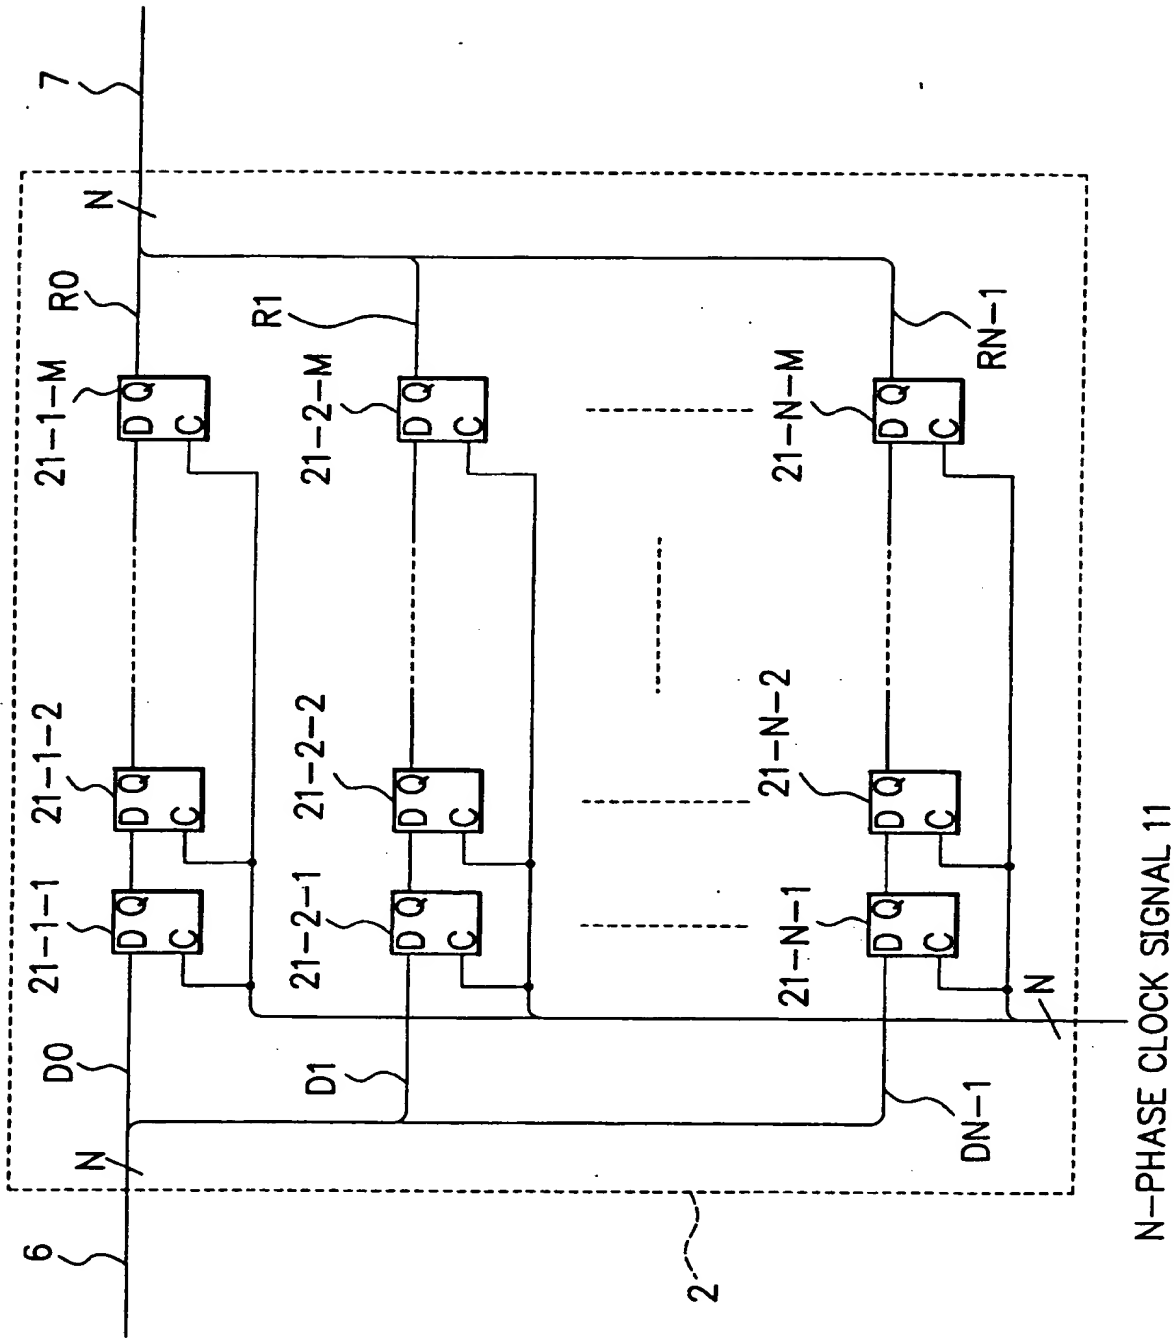 6
N
D0
21-1-1
D Q
C
21-1-2
D Q
C
21-1-M
D Q
C
R0
N
7
D1
21-2-1
D Q
C
21-2-2
D Q
C
21-2-M
D Q
C
R1
DN-1
21-N-1
D Q
C
21-N-2
D Q
C
21-N-M
D Q
C
RN-1
N
2
N-PHASE CLOCK SIGNAL 11